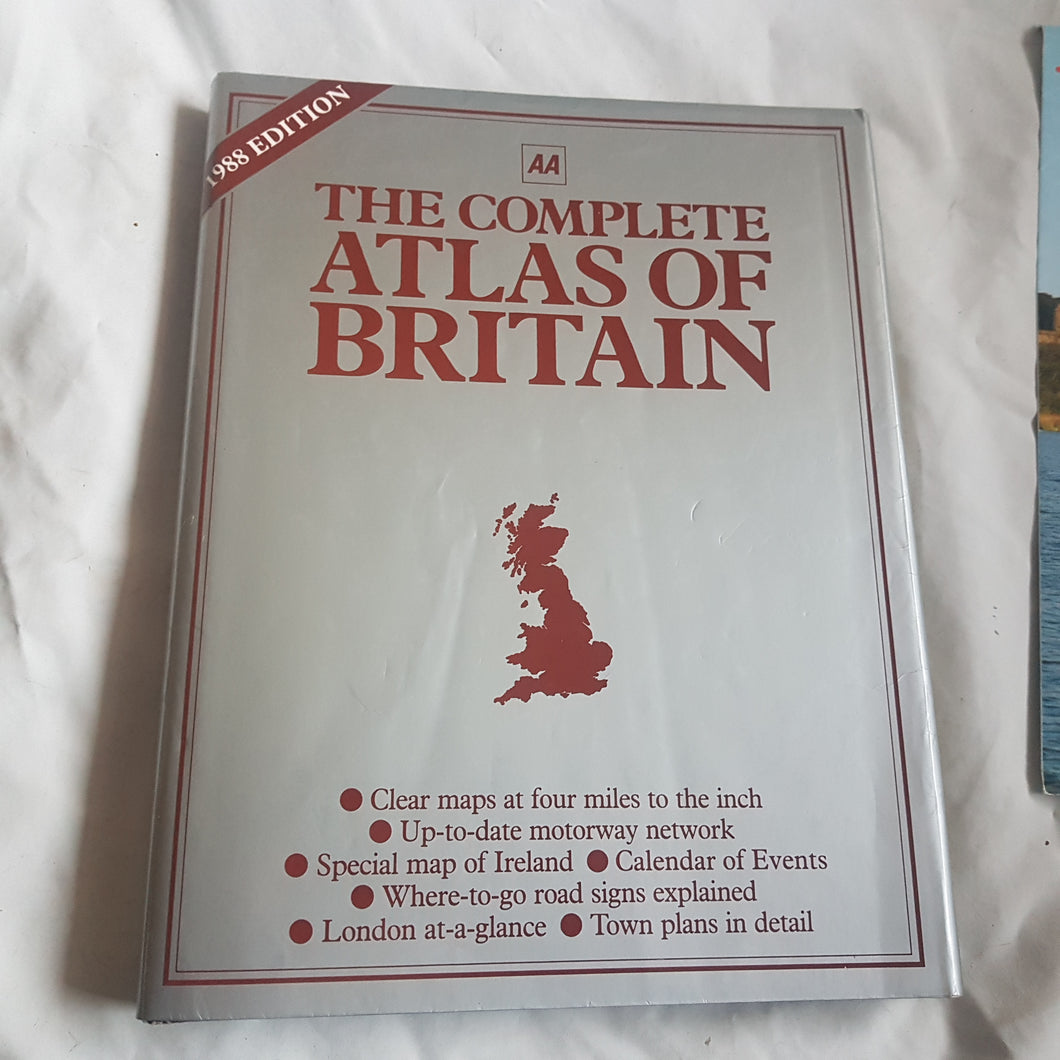 1988 EDITION
AA
THE COMPLETE
ATLAS OF
BRITAIN
● Clear maps at four miles to the inch
● Up-to-date motorway network
● Special map of Ireland ● Calendar of Events
● Where-to-go road signs explained
● London at-a-glance ● Town plans in detail